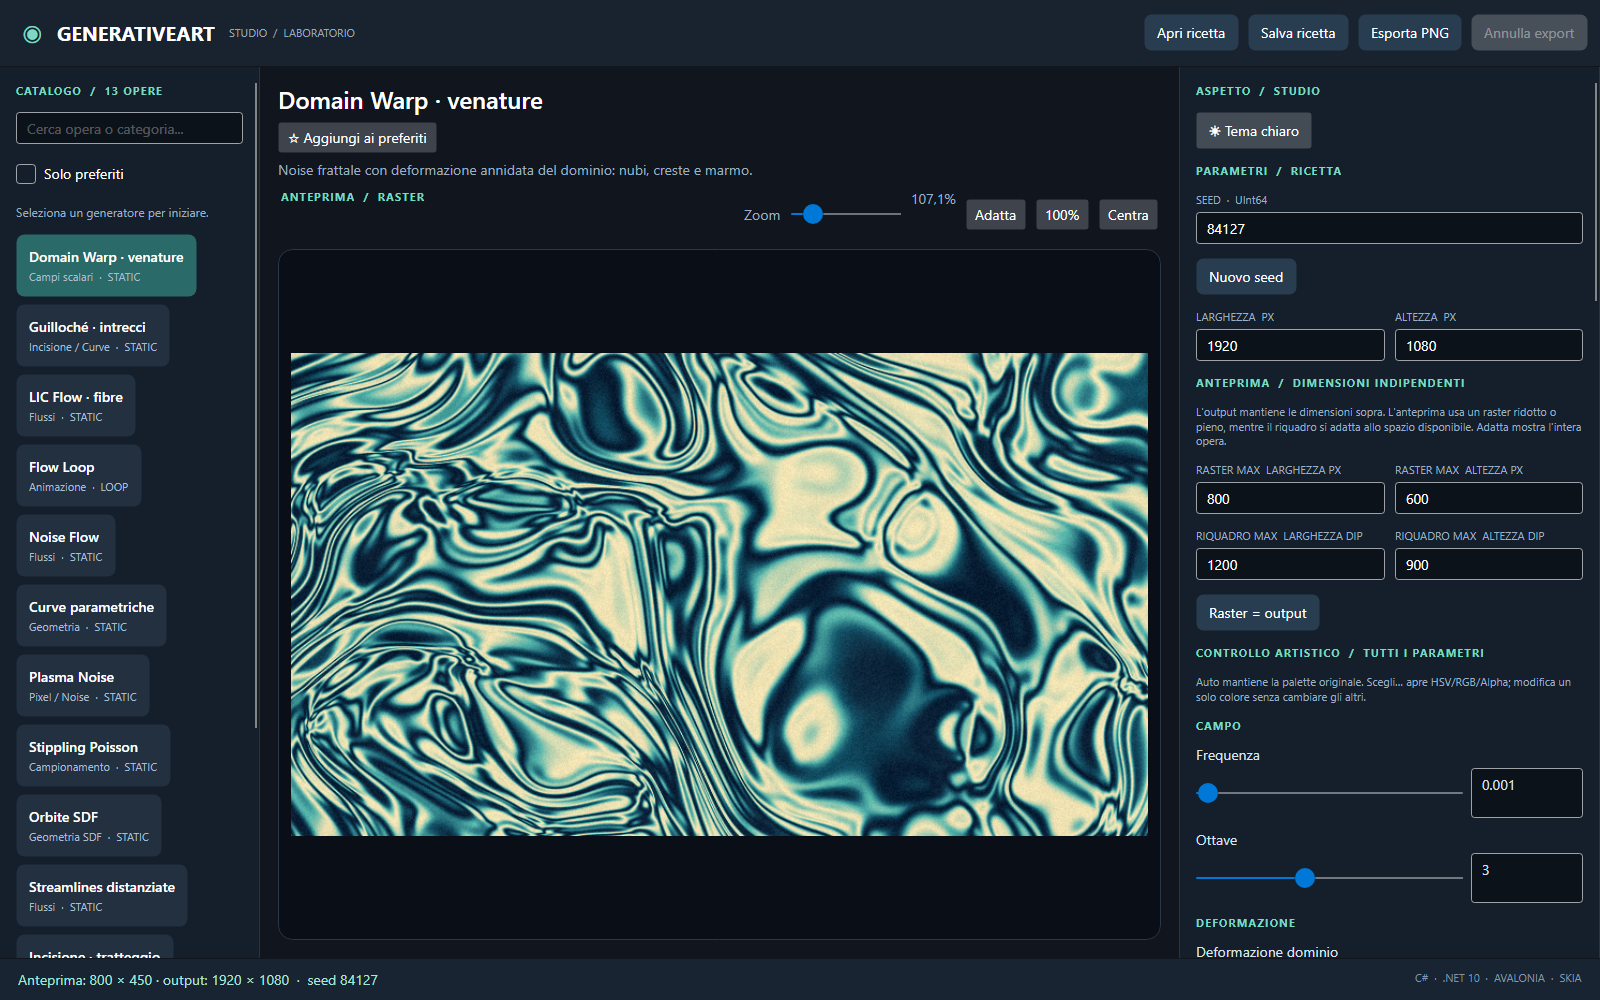 GENERATIVEART
STUDIO / LABORATORIO
Apri ricetta
Salva ricetta
Esporta PNG
Annulla export
CATALOGO / 13 OPERE
Cerca opera o categoria...
Solo preferiti
Seleziona un generatore per iniziare.
Domain Warp · venature
Campi scalari · STATIC
Guilloché · intrecci
Incisione / Curve · STATIC
LIC Flow · fibre
Flussi · STATIC
Flow Loop
Animazione · LOOP
Noise Flow
Flussi · STATIC
Curve parametriche
Geometria · STATIC
Plasma Noise
Pixel / Noise · STATIC
Stippling Poisson
Campionamento · STATIC
Orbite SDF
Geometria SDF · STATIC
Streamlines distanziate
Flussi · STATIC
Incisione · tratteggio
Domain Warp · venature
☆ Aggiungi ai preferiti
Noise frattale con deformazione annidata del dominio: nubi, creste e marmo.
ANTEPRIMA / RASTER
Zoom
107,1%
Adatta
100%
Centra
ASPETTO / STUDIO
☀ Tema chiaro
PARAMETRI / RICETTA
SEED · UInt64
84127
Nuovo seed
LARGHEZZA PX
ALTEZZA PX
1920
1080
ANTEPRIMA / DIMENSIONI INDIPENDENTI
L'output mantiene le dimensioni sopra. L'anteprima usa un raster ridotto o
pieno, mentre il riquadro si adatta allo spazio disponibile. Adatta mostra l'intera
opera.
RASTER MAX LARGHEZZA PX
RASTER MAX ALTEZZA PX
800
600
RIQUADRO MAX LARGHEZZA DIP
RIQUADRO MAX ALTEZZA DIP
1200
900
Raster = output
CONTROLLO ARTISTICO / TUTTI I PARAMETRI
Auto mantiene la palette originale. Scegli... apre HSV/RGB/Alpha; modifica un
solo colore senza cambiare gli altri.
CAMPO
Frequenza
0.001
Ottave
3
DEFORMAZIONE
Deformazione dominio
Anteprima: 800 × 450 · output: 1920 × 1080 · seed 84127
C# · .NET 10 · AVALONIA · SKIA